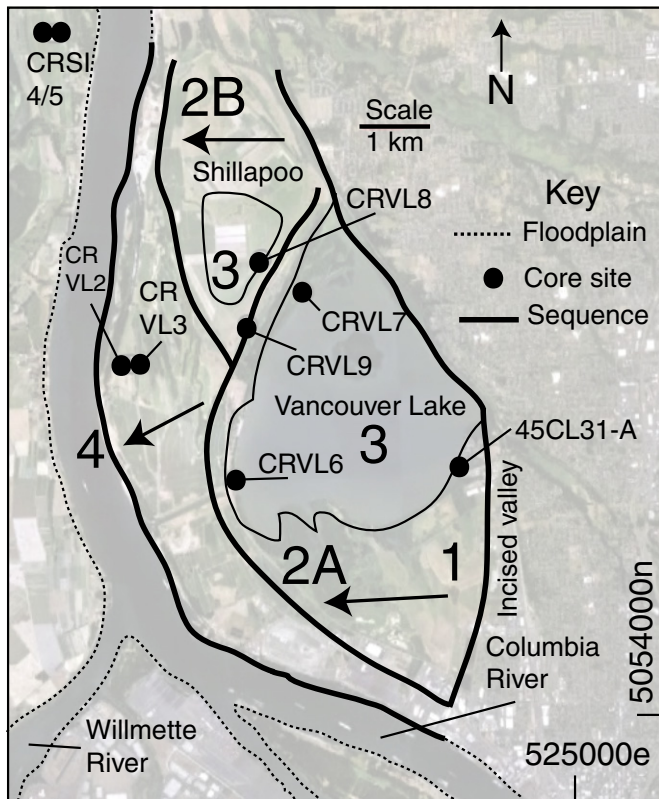 CRSI
4/5
2B
N
Scale
1 km
Shillapoo
CRVL8
Key
Floodplain
Core site
Sequence
3
CR
VL2
CR
VL3
CRVL7
CRVL9
Vancouver Lake
3
45CL31-A
4
CRVL6
Incised valley
2A
1
Columbia
River
5054000n
Willmette
River
525000e